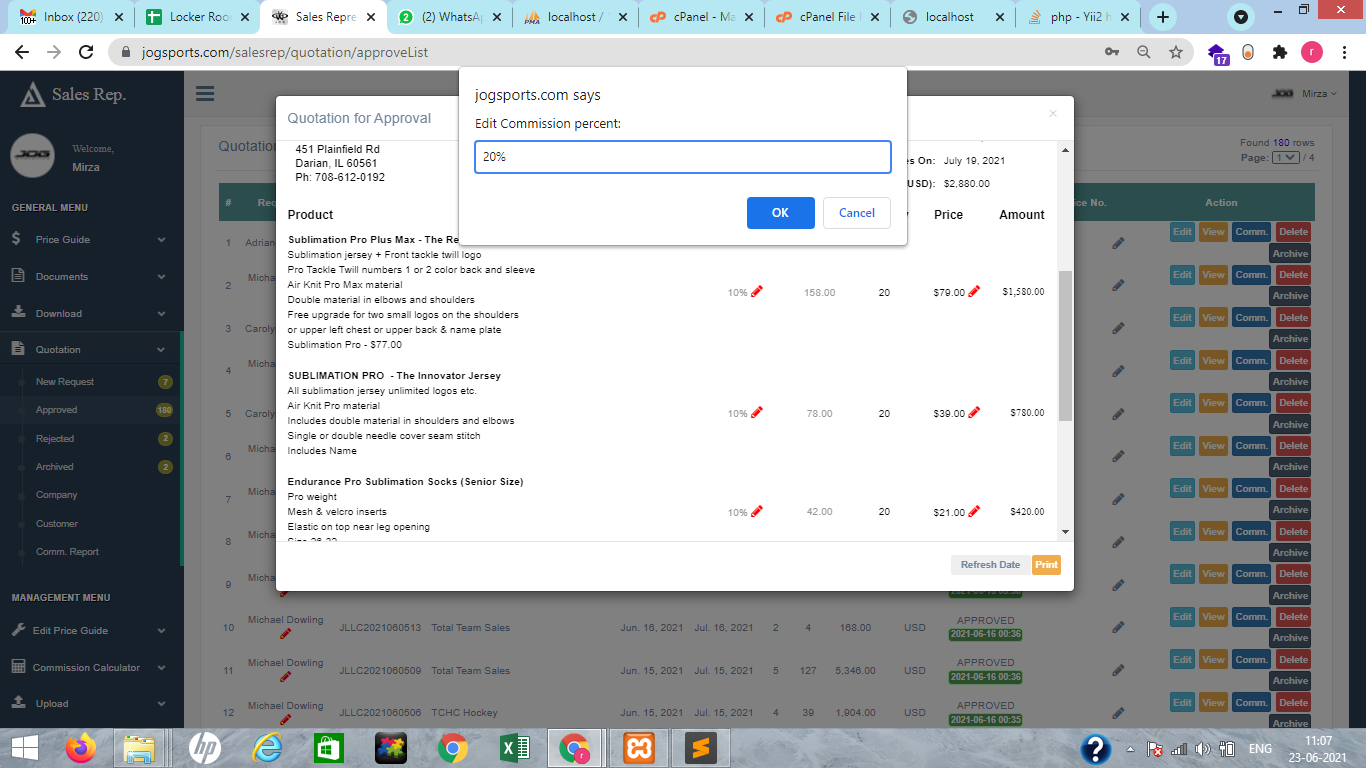 Inbox (220)
Locker Roo
Sales Repre
(2) WhatsA
localhost /
cPanel - Ma
cPanel File
localhost
php - Yii2 h
jogsports.com/salesrep/quotation/approveList
17
r
Sales Rep.
Mirza
Welcome,
Mirza
GENERAL MENU
Price Guide
Documents
Download
Quotation
New Request 7
Approved 180
Rejected 2
Archived 2
Company
Customer
Comm. Report
MANAGEMENT MENU
Edit Price Guide
Commission Calculator
Upload
jogsports.com says
Edit Commission percent:
20%
OK Cancel
Quotation
Found 180 rows
Page: 1 / 4
Quotation for Approval
×
451 Plainfield Rd
Darian, IL 60561
Ph: 708-612-0192
es On: July 19, 2021
USD): $2,880.00
Product Price Amount
Sublimation Pro Plus Max - The Re
Sublimation jersey + Front tackle twill logo
Pro Tackle Twill numbers 1 or 2 color back and sleeve
Air Knit Pro Max material
Double material in elbows and shoulders
Free upgrade for two small logos on the shoulders
or upper left chest or upper back & name plate
Sublimation Pro - $77.00
10% 158.00 20 $79.00 $1,580.00
SUBLIMATION PRO - The Innovator Jersey
All sublimation jersey unlimited logos etc.
Air Knit Pro material
Includes double material in shoulders and elbows
Single or double needle cover seam stitch
Includes Name
10% 78.00 20 $39.00 $780.00
Endurance Pro Sublimation Socks (Senior Size)
Pro weight
Mesh & velcro inserts
Elastic on top near leg opening
10% 42.00 20 $21.00 $420.00
Refresh Date Print
# Rec ce No. Action
1 Adrian Edit View Comm. Delete
Archive
2 Micha Edit View Comm. Delete
Archive
3 Caroly Edit View Comm. Delete
Archive
4 Micha Edit View Comm. Delete
Archive
5 Caroly Edit View Comm. Delete
Archive
6 Micha Edit View Comm. Delete
Archive
7 Micha Edit View Comm. Delete
Archive
8 Micha Edit View Comm. Delete
Archive
9 Micha Edit View Comm. Delete
Archive
10 Michael Dowling JLLC2021060513 Total Team Sales Jun. 16, 2021 Jul. 16, 2021 2 4 168.00 USD APPROVED Edit View Comm. Delete
2021-06-16 00:36 Archive
11 Michael Dowling JLLC2021060509 Total Team Sales Jun. 15, 2021 Jul. 15, 2021 5 127 5,346.00 USD APPROVED Edit View Comm. Delete
2021-06-16 00:36 Archive
12 Michael Dowling JLLC2021060506 TCHC Hockey Jun. 15, 2021 Jul. 15, 2021 4 39 1,904.00 USD APPROVED Edit View Comm. Delete
2021-06-16 00:35 Archive
hp
ENG
11:07
23-06-2021